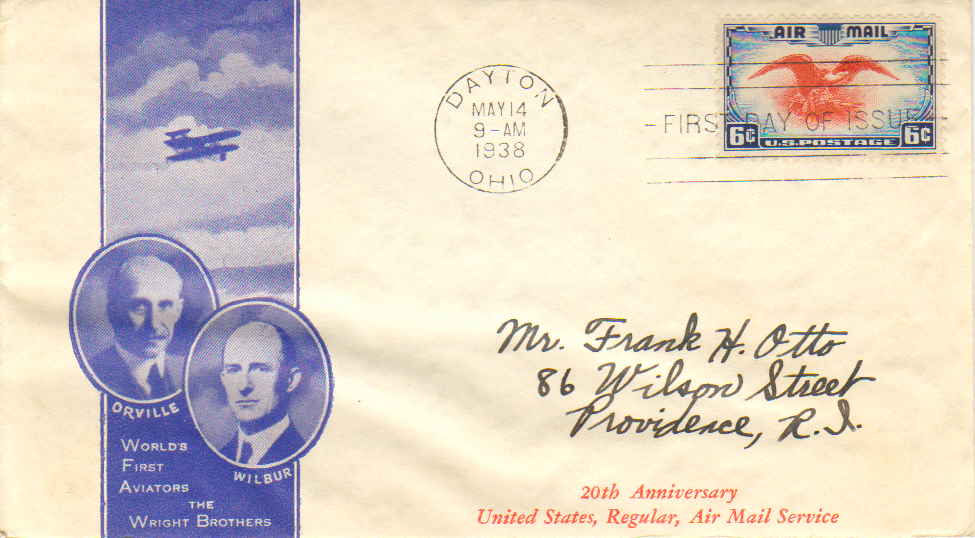 AIR MAIL
6¢ U.S. POSTAGE 6¢
DAYTON
MAY 14
9-AM
1938
OHIO
FIRST DAY OF ISSUE
ORVILLE
WILBUR
WORLD'S
FIRST
AVIATORS
THE
WRIGHT BROTHERS
Mr. Frank H. Otto
86 Wilson Street
Providence, R.I.
20th Anniversary
United States, Regular, Air Mail Service